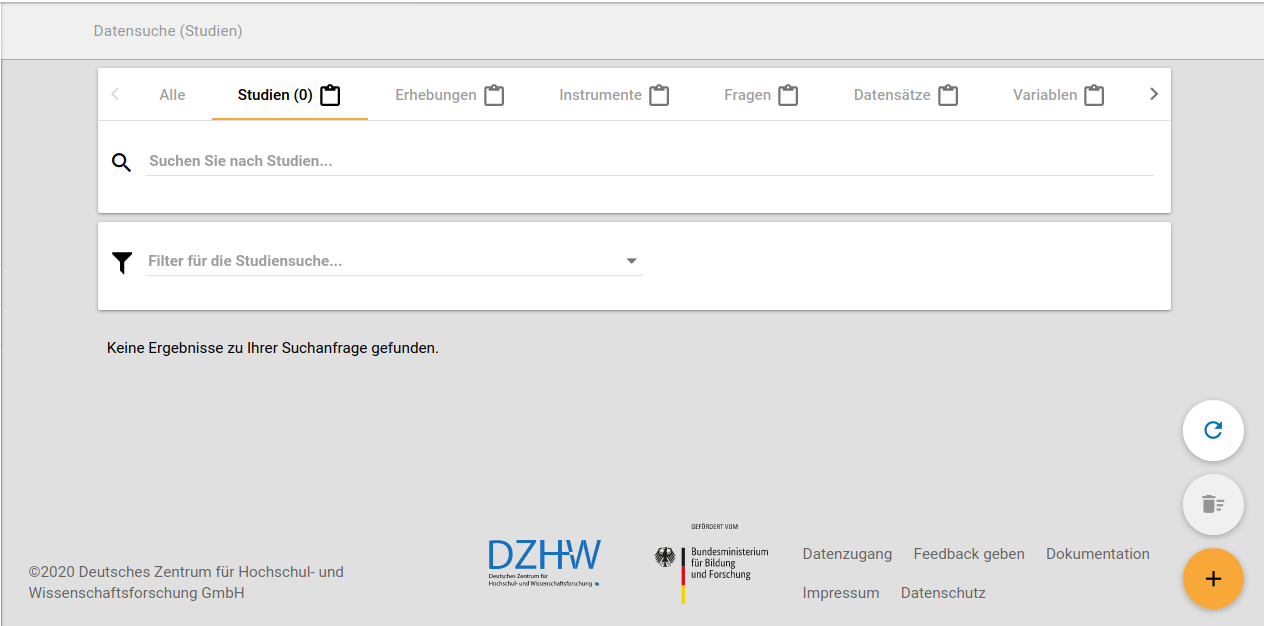 Datensuche (Studien)
Alle Studien (0) Erhebungen Instrumente Fragen Datensätze Variablen
Suchen Sie nach Studien...
Filter für die Studiensuche...
Keine Ergebnisse zu Ihrer Suchanfrage gefunden.
©2020 Deutsches Zentrum für Hochschul- und
Wissenschaftsforschung GmbH
DZHW
Deutsches Zentrum für
Hochschul- und Wissenschaftsforschung
GEFÖRDERT VOM
Bundesministerium
für Bildung
und Forschung
Datenzugang Feedback geben Dokumentation
Impressum Datenschutz